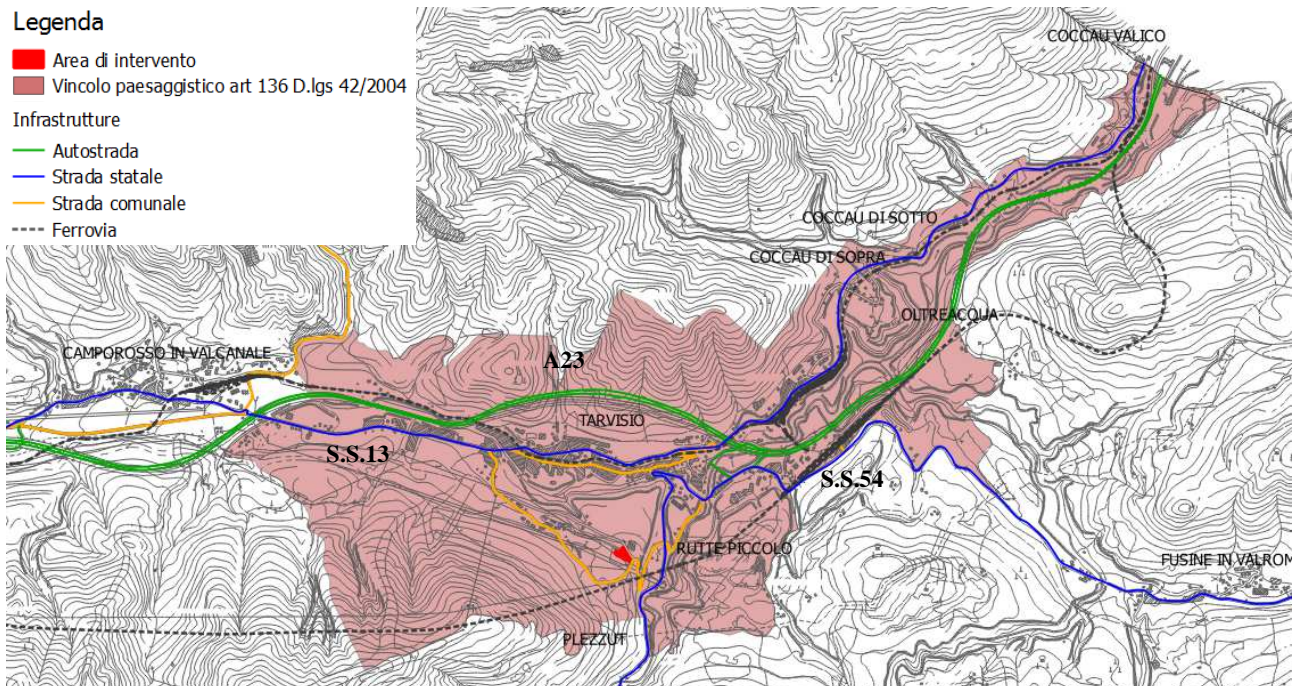 Legenda
Area di intervento
Vincolo paesaggistico art 136 D.lgs 42/2004
Infrastrutture
Autostrada
Strada statale
Strada comunale
Ferrovia
COCCAU VALICO
COCCAU DI SOTTO
COCCAU DI SOPRA
OLTREACQUA
CAMPOROSSO IN VALCANALE
A23
TARVISIO
S.S.13
S.S.54
RUTTE PICCOLO
FUSINE IN VALROM
PLEZZUT